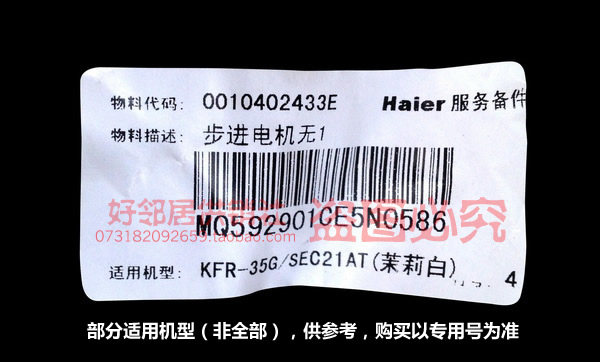 物料代码: 0010402433E Haier 服务备件
物料描述: 步进电机无1
好邻居 盗图必究
MQ592901CE5N0586
073182092659.taobao.com
适用机型: KFR-35G/SEC21AT(茉莉白)
4
部分适用机型（非全部），供参考，购买以专用号为准